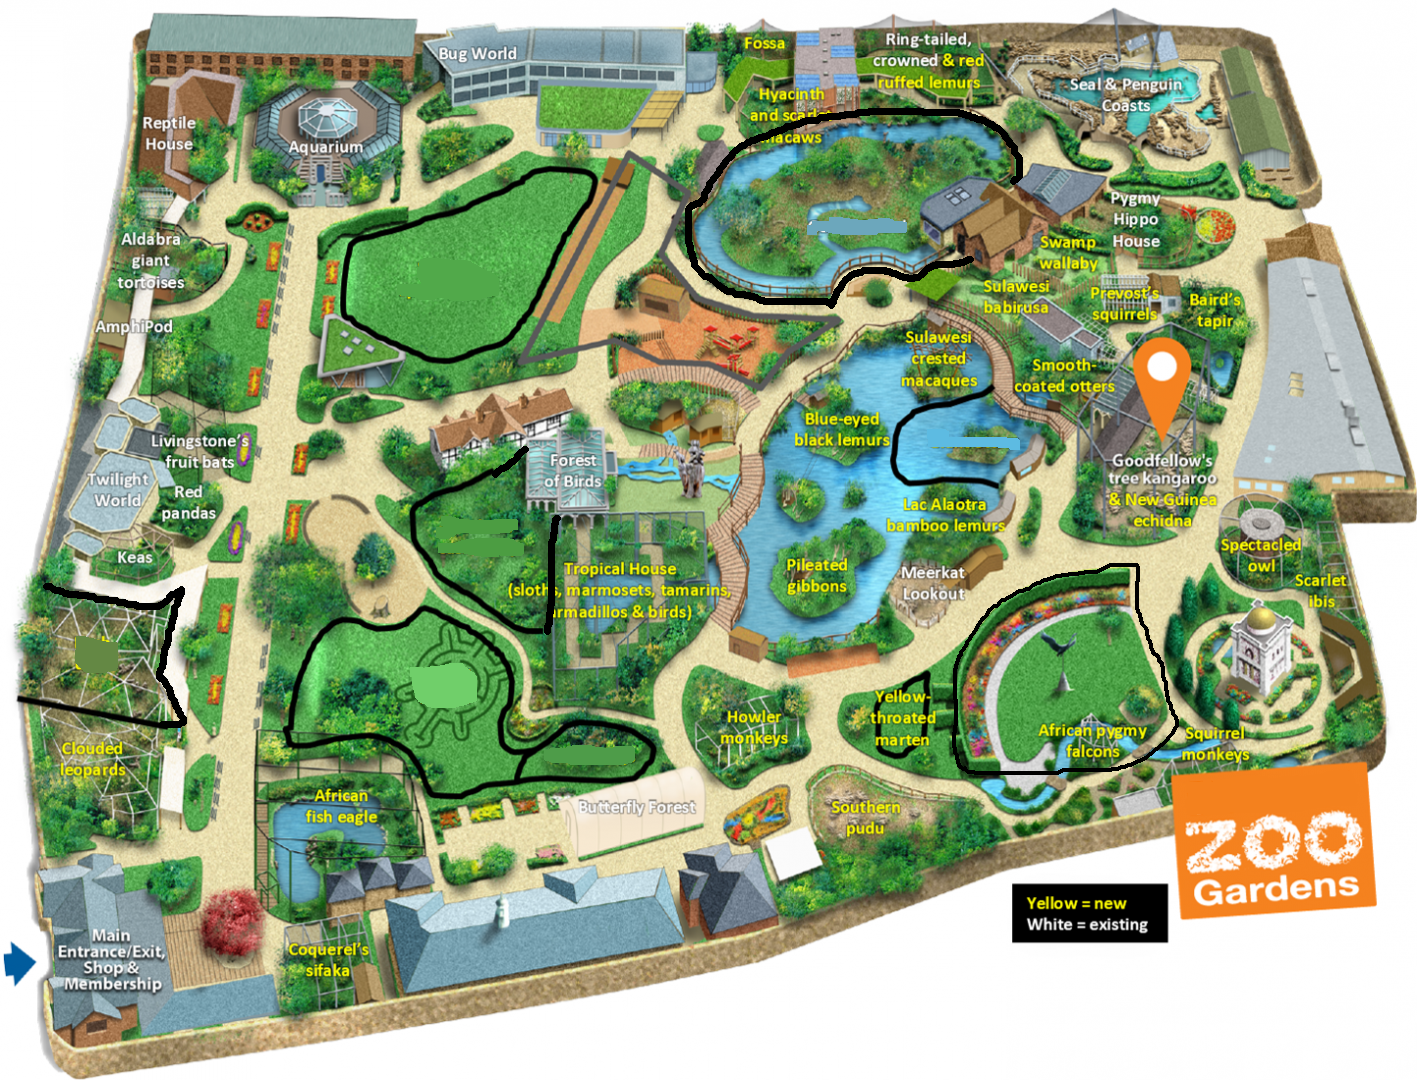 Bug World
Fossa
Ring-tailed,
crowned & red
ruffed lemurs
Hyacinth
and scarlet
macaws
Seal & Penguin
Coasts
Reptile
House
Aquarium
Pygmy
Hippo
House
Aldabra
giant
tortoises
Swamp
wallaby
Sulawesi
babirusa
Prevost's
squirrels
Baird's
tapir
AmphiPod
Sulawesi
crested
macaques
Smooth-
coated otters
Blue-eyed
black lemurs
Livingstone's
fruit bats
Twilight
World
Red
pandas
Forest
of Birds
Goodfellow's
tree kangaroo
& New Guinea
echidna
Lac Alaotra
bamboo lemurs
Keas
Tropical House
(sloths, marmosets, tamarins,
armadillos & birds)
Pileated
gibbons
Meerkat
Lookout
Spectacled
owl
Scarlet
ibis
Clouded
leopards
Howler
monkeys
Yellow-
throated
marten
African pygmy
falcons
Squirrel
monkeys
African
fish eagle
Butterfly Forest
Southern
pudu
ZOO
Gardens
Yellow = new
White = existing
Main
Entrance/Exit,
Shop &
Membership
Coquerel's
sifaka